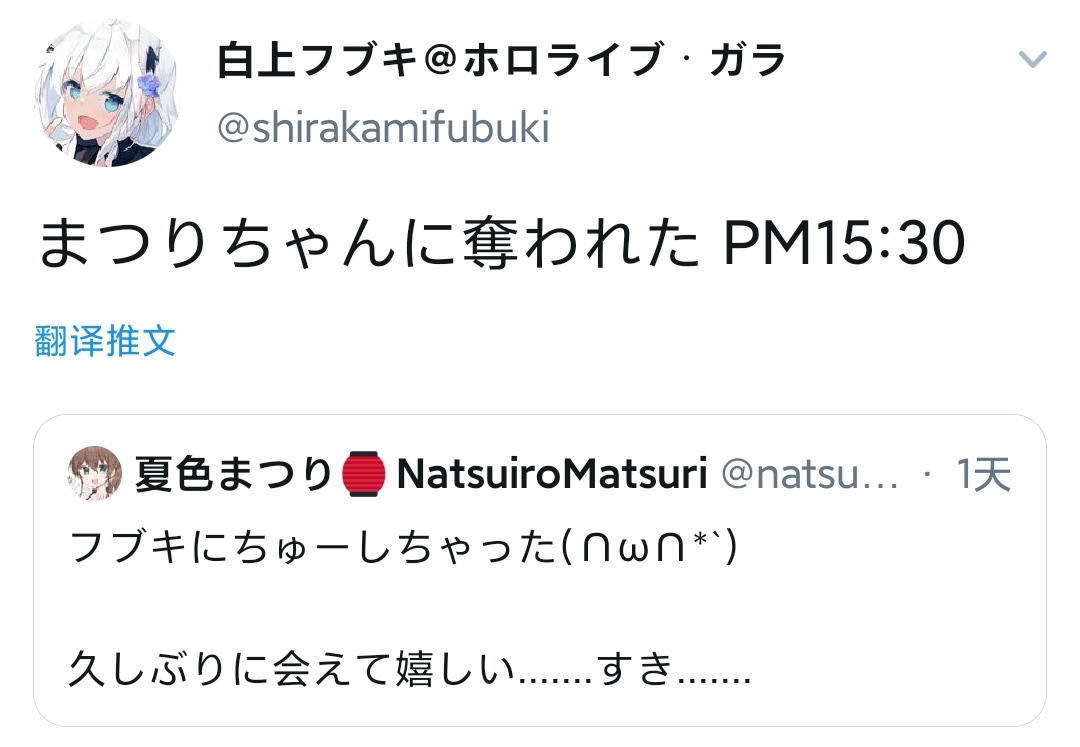 白上フブキ@ホロライブ・ガラ
@shirakamifubuki
まつりちゃんに奪われた PM15:30
翻译推文
夏色まつり🏮NatsuiroMatsuri @natsu... · 1天
フブキにちゅーしちゃった(∩ω∩*`)
久しぶりに会えて嬉しい.......すき.......